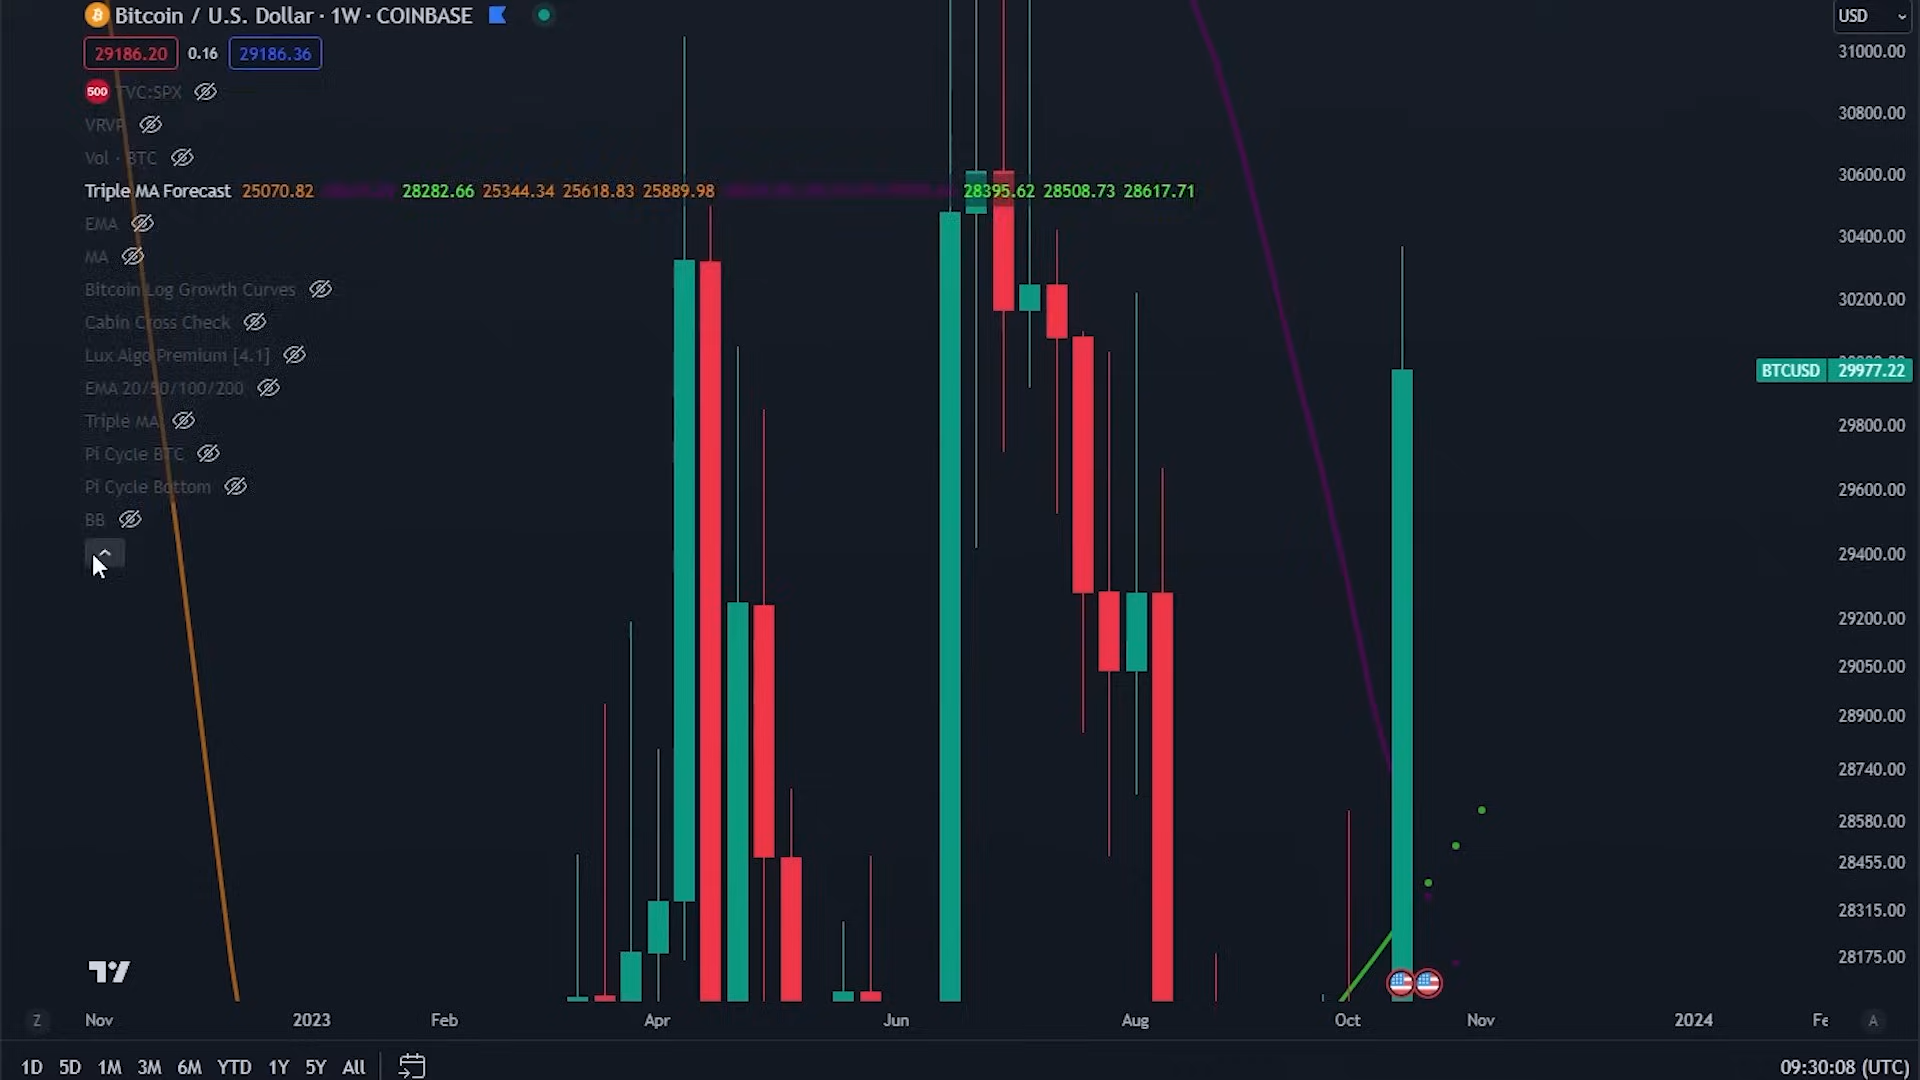 Bitcoin / U.S. Dollar · 1W · COINBASE
USD
29186.20 0.16 29186.36
31000.00
500 TVC:SPX
30800.00
VRVP
Vol · BTC
30600.00
Triple MA Forecast 25070.82 28282.66 25344.34 25618.83 25889.98 28395.62 28508.73 28617.71
EMA
30400.00
MA
Bitcoin Log Growth Curves
30200.00
Cabin Cross Check
Lux Algo Premium [4.1]
BTCUSD 29977.22
EMA 20/50/100/200
Triple MA
29800.00
Pi Cycle BTC
Pi Cycle Bottom
29600.00
BB
29400.00
29200.00
29050.00
28900.00
28740.00
28580.00
28455.00
28315.00
28175.00
Z Nov 2023 Feb Apr Jun Aug Oct Nov 2024 Fe A
1D 5D 1M 3M 6M YTD 1Y 5Y All
09:30:08 (UTC)